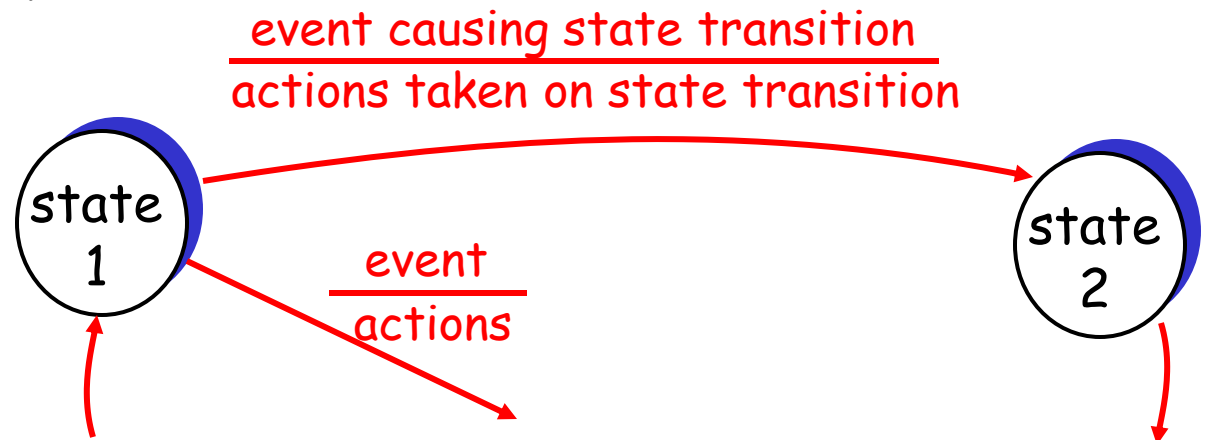 event causing state transition
actions taken on state transition
state
1
state
2
event
actions